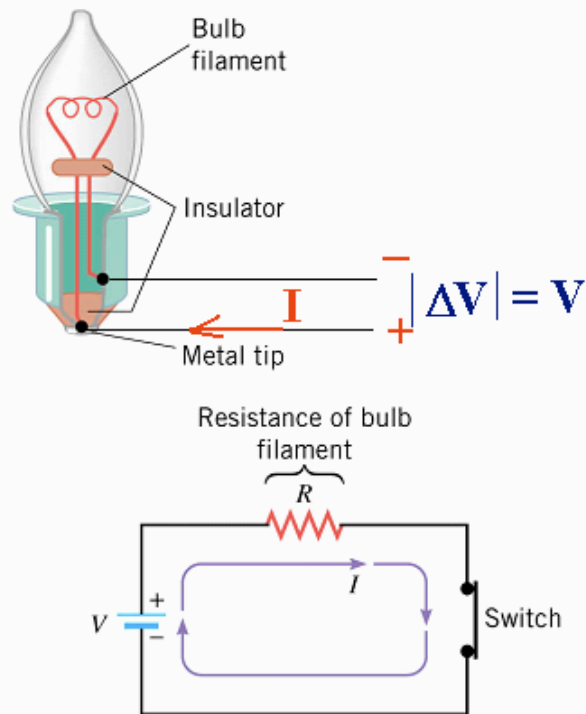 Bulb
filament
Insulator
−
|ΔV| = V
I
+
Metal tip
Resistance of bulb
filament
R
I
+
V
−
Switch